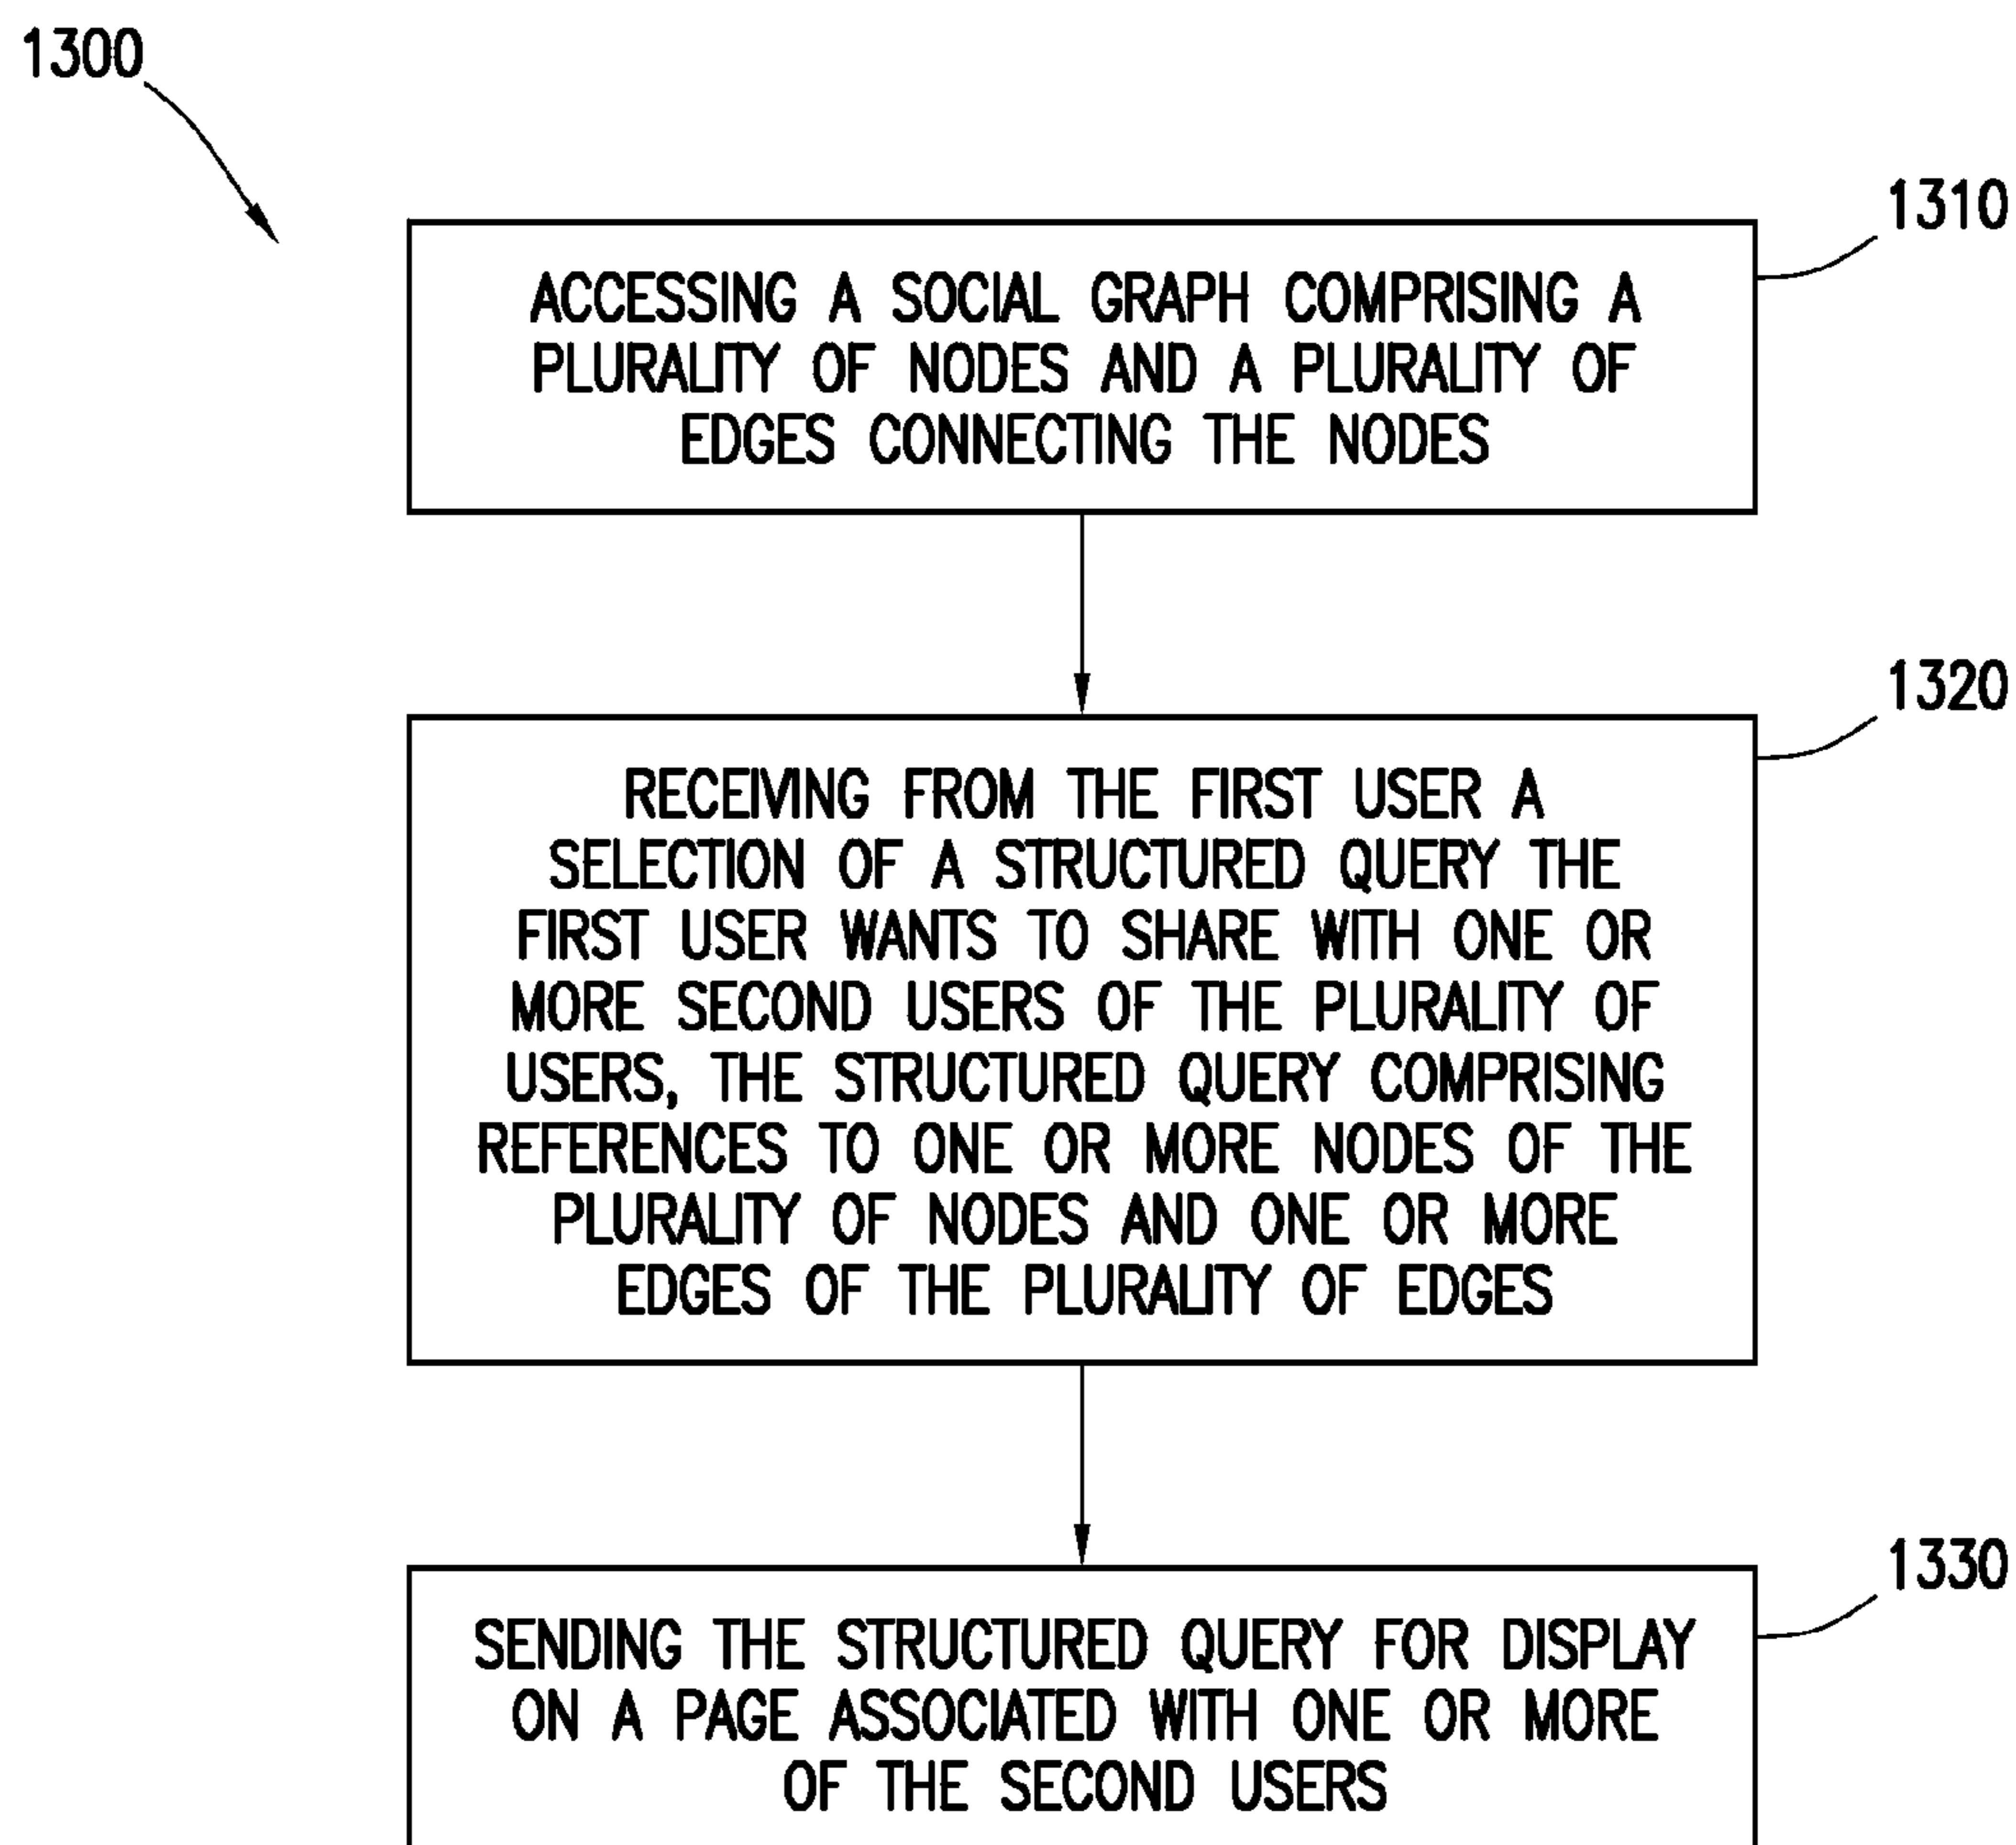 1300
1310
ACCESSING A SOCIAL GRAPH COMPRISING A
PLURALITY OF NODES AND A PLURALITY OF
EDGES CONNECTING THE NODES
1320
RECEIVING FROM THE FIRST USER A
SELECTION OF A STRUCTURED QUERY THE
FIRST USER WANTS TO SHARE WITH ONE OR
MORE SECOND USERS OF THE PLURALITY OF
USERS, THE STRUCTURED QUERY COMPRISING
REFERENCES TO ONE OR MORE NODES OF THE
PLURALITY OF NODES AND ONE OR MORE
EDGES OF THE PLURALITY OF EDGES
1330
SENDING THE STRUCTURED QUERY FOR DISPLAY
ON A PAGE ASSOCIATED WITH ONE OR MORE
OF THE SECOND USERS